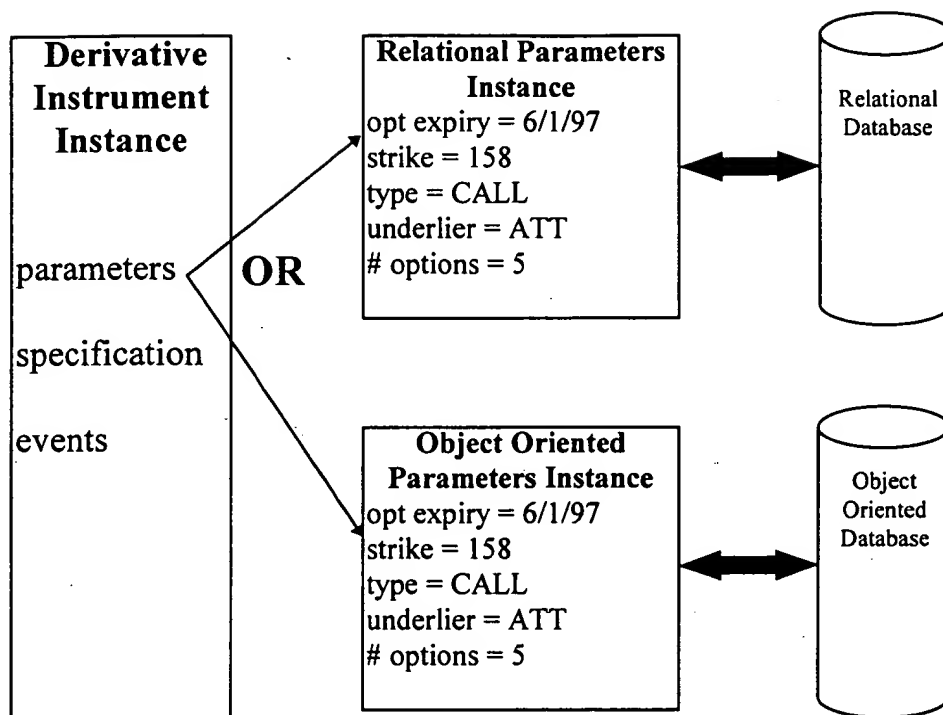 Derivative
Instrument
Instance
parameters
specification
events
OR
Relational Parameters
Instance
opt expiry = 6/1/97
strike = 158
type = CALL
underlier = ATT
# options = 5
Relational
Database
Object Oriented
Parameters Instance
opt expiry = 6/1/97
strike = 158
type = CALL
underlier = ATT
# options = 5
Object
Oriented
Database